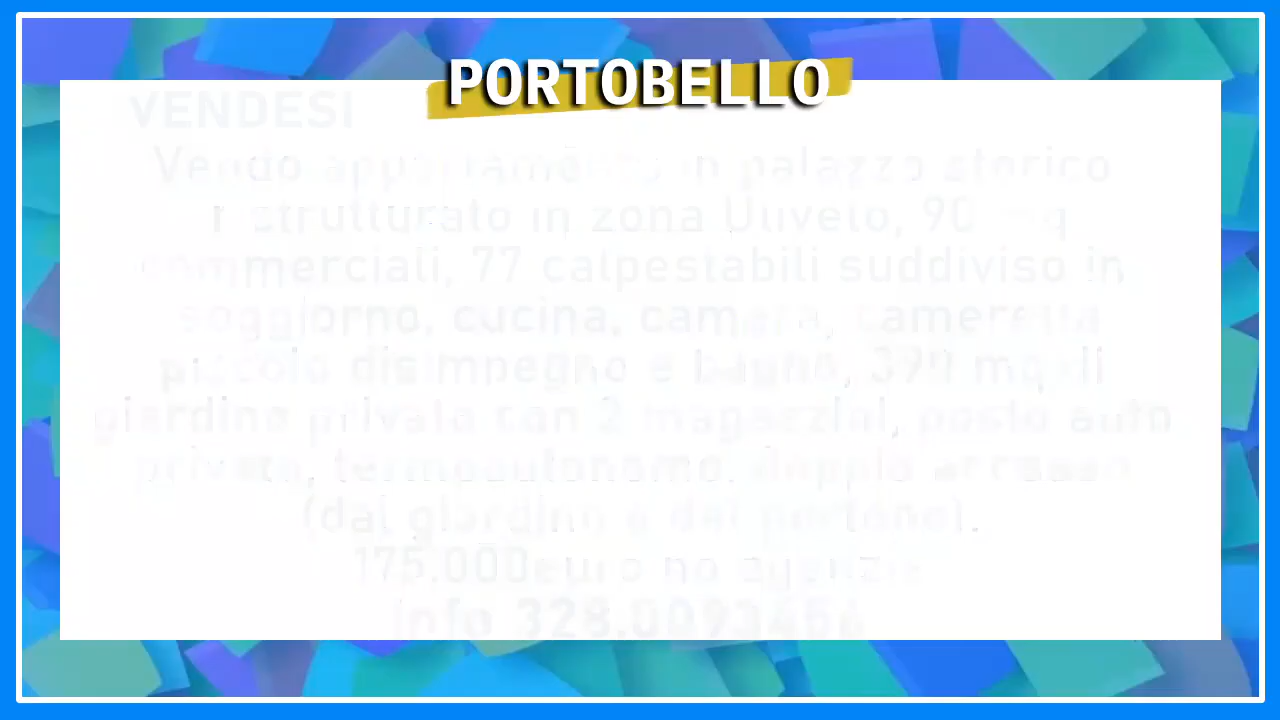 PORTOBELLO
VENDESI
Vendo appartamento in palazzo storico
ristrutturato in zona Uliveto, 90 mq
commerciali, 77 calpestabili suddiviso in
soggiorno, cucina, camera, cameretta
piccolo disimpegno e bagno, 390 mq di
giardino privato con 2 magazzini, posto auto
privato, termoautonomo, doppio accesso
(dal giardino e dal portone).
175.000euro no agenzie
info